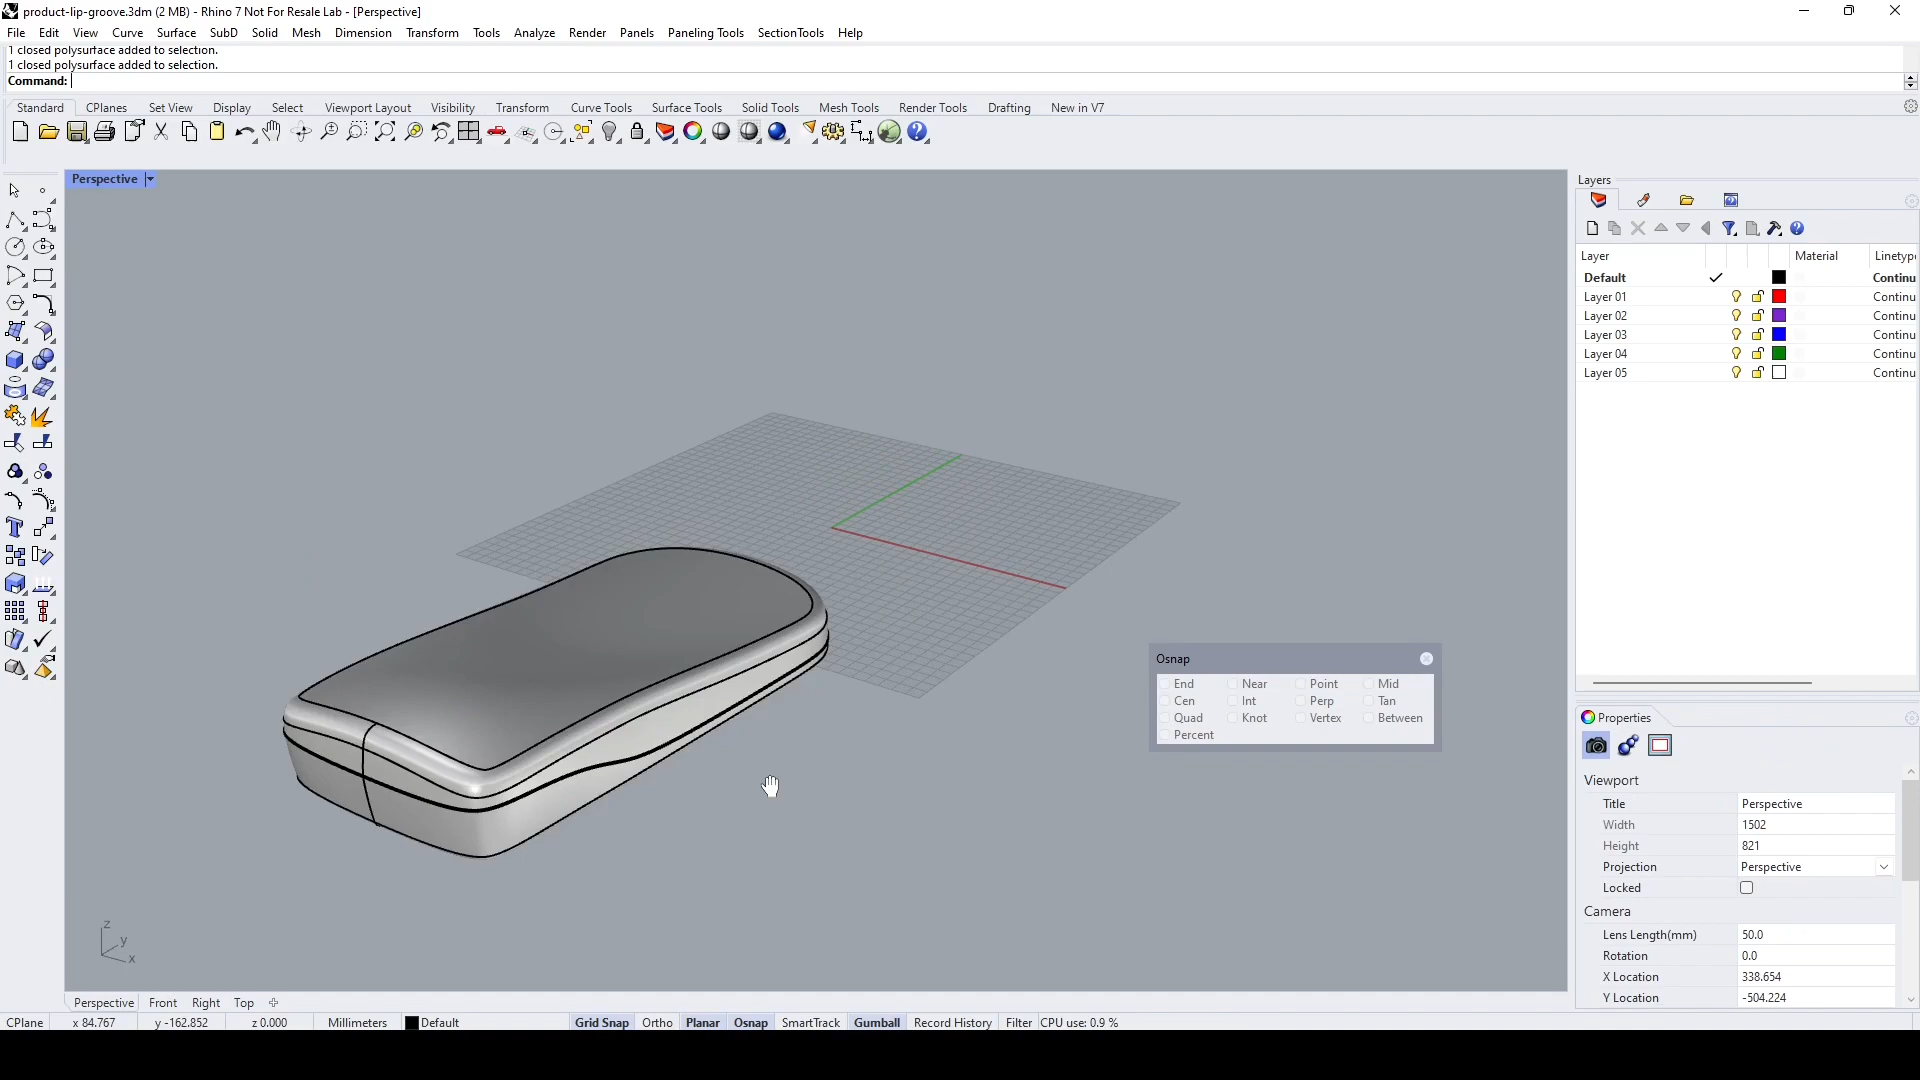 product-lip-groove.3dm (2 MB) - Rhino 7 Not For Resale Lab - [Perspective]
File Edit View Curve Surface SubD Solid Mesh Dimension Transform Tools Analyze Render Panels Paneling Tools SectionTools Help
1 closed polysurface added to selection.
1 closed polysurface added to selection.
Command:
Standard CPlanes Set View Display Select Viewport Layout Visibility Transform Curve Tools Surface Tools Solid Tools Mesh Tools Render Tools Drafting New in V7
Perspective
Layers
Layer Material Linetyp
Default Continu
Layer 01 Continu
Layer 02 Continu
Layer 03 Continu
Layer 04 Continu
Layer 05 Continu
Osnap
End Near Point Mid
Cen Int Perp Tan
Quad Knot Vertex Between
Percent
Properties
Viewport
Title Perspective
Width 1502
Height 821
Projection Perspective
Locked
Camera
Lens Length(mm) 50.0
Rotation 0.0
X Location 338.654
Y Location -504.224
z
y
x
Perspective Front Right Top
CPlane x 84.767 y -162.852 z 0.000 Millimeters Default Grid Snap Ortho Planar Osnap SmartTrack Gumball Record History Filter CPU use: 0.9 %